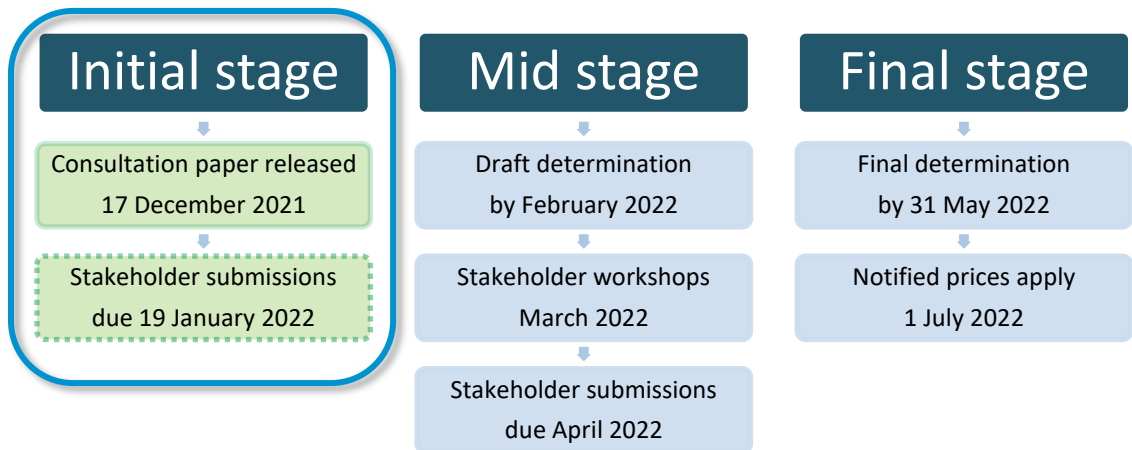 Initial stage
Consultation paper released
17 December 2021
Stakeholder submissions
due 19 January 2022
Mid stage
Draft determination
by February 2022
Stakeholder workshops
March 2022
Stakeholder submissions
due April 2022
Final stage
Final determination
by 31 May 2022
Notified prices apply
1 July 2022